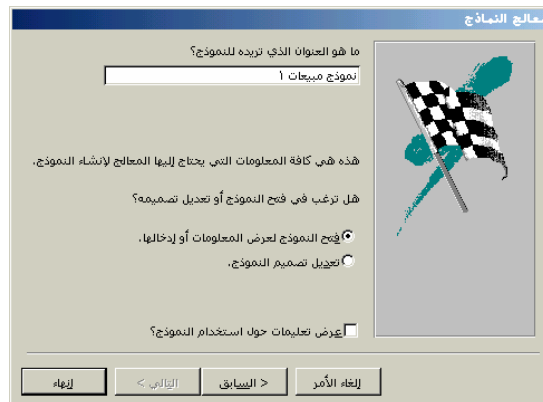 معالج النماذج
ما هو العنوان الذي تريده للنموذج؟
نموذج مبيعات ١
هذه هي كافة المعلومات التي يحتاج إليها المعالج لإنشاء النموذج.
هل ترغب في فتح النموذج أو تعديل تصميمه؟
فتح النموذج لعرض المعلومات أو إدخالها.
تعديل تصميم النموذج.
عرض تعليمات حول استخدام النموذج؟
إلغاء الأمر
< السابق
التالي >
إنهاء